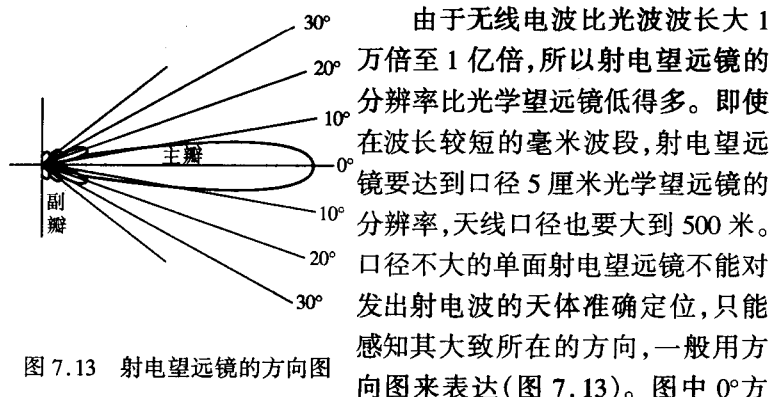 30°
20°
10°
主瓣
0°
副
瓣
10°
20°
30°
图 7.13 射电望远镜的方向图
由于无线电波比光波波长大 1
万倍至 1 亿倍,所以射电望远镜的
分辨率比光学望远镜低得多。即使
在波长较短的毫米波段,射电望远
镜要达到口径 5 厘米光学望远镜的
分辨率,天线口径也要大到 500 米。
口径不大的单面射电望远镜不能对
发出射电波的天体准确定位,只能
感知其大致所在的方向,一般用方
向图来表达(图 7.13)。图中 0°方